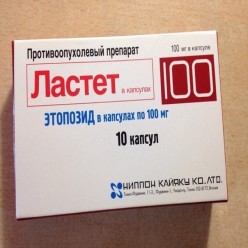 Противоопухолевый препарат
100 мг в капсуле
Ластет
в капсулах
100
ЭТОПОЗИД в капсулах по 100 мг
10 капсул
НИППОН КАЙЯКУ КО., ЛТД.